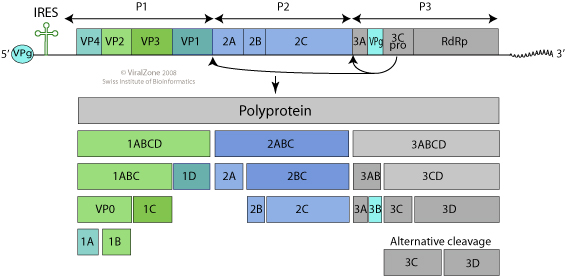 P1 P2 P3
IRES
5' VPg VP4 VP2 VP3 VP1 2A 2B 2C 3A VPg 3C pro RdRp 3'
© ViralZone 2008
Swiss Institute of Bioinformatics
Polyprotein
1ABCD 2ABC 3ABCD
1ABC 1D 2A 2BC 3AB 3CD
VP0 1C 2B 2C 3A 3B 3C 3D
1A 1B
Alternative cleavage
3C 3D